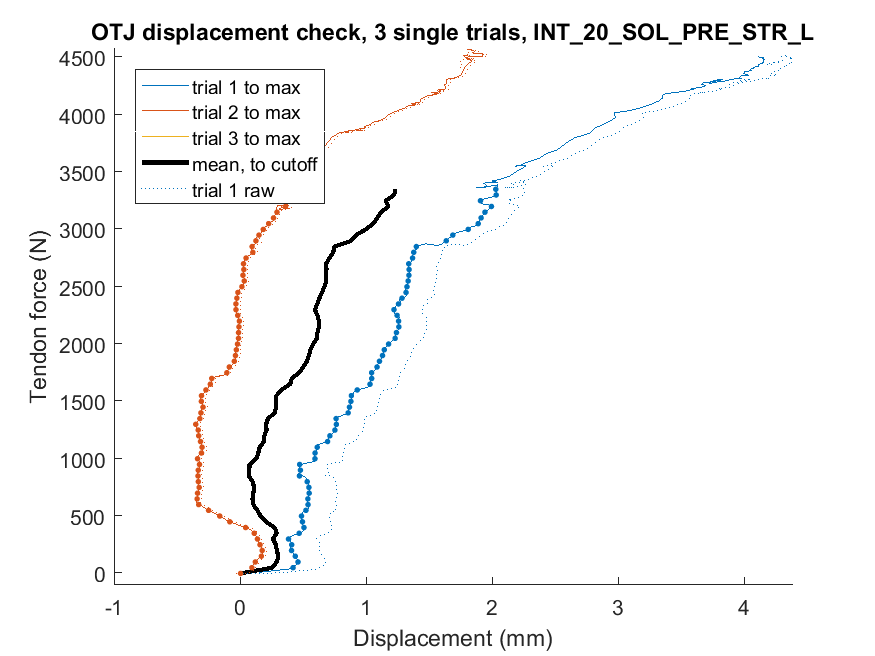 OTJ displacement check, 3 single trials, INT_20_SOL_PRE_STR_L
4500
4000
3500
3000
2500
2000
1500
1000
500
0
Tendon force (N)
trial 1 to max
trial 2 to max
trial 3 to max
mean, to cutoff
trial 1 raw
-1 0 1 2 3 4
Displacement (mm)